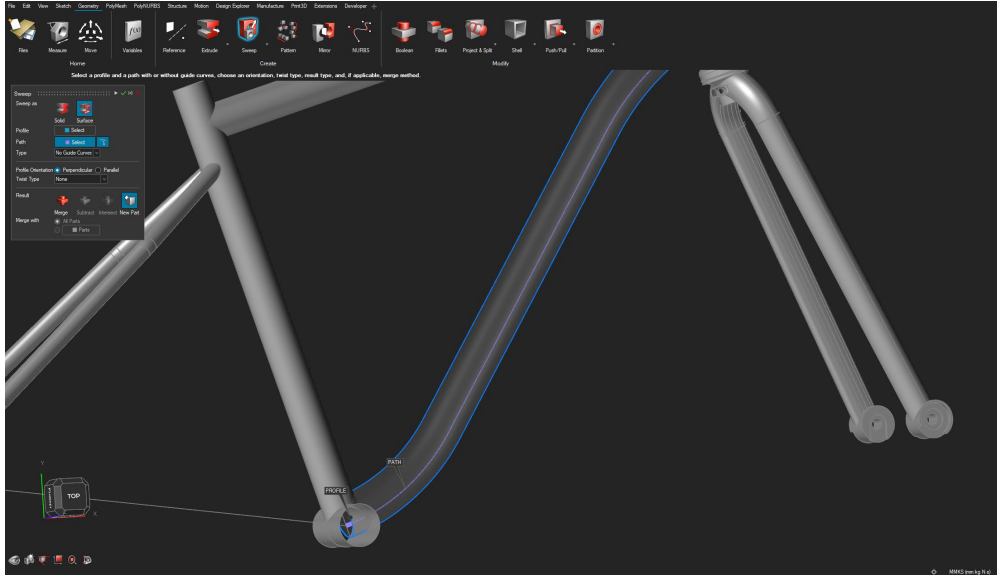 File Edit View Sketch Geometry PolyMesh PolyNURBS Structure Motion Design Explorer Manufacture Print3D Extensions Developer +
Files Measure Move Variables Reference Extrude Sweep Pattern Mirror NURBS Boolean Fillets Project & Split Shell Push/Pull Partition
Home Create Modify
Select a profile and a path with or without guide curves, choose an orientation, twist type, result type, and, if applicable, merge method.
Sweep
Sweep as
Solid Surface
Profile Select
Path Select
Type No Guide Curves
Profile Orientation Perpendicular Parallel
Twist Type None
Result
Merge Subtract Intersect New Part
Merge with All Parts
Parts
PATH
PROFILE
Y
TOP
X
MMKS (mm kg N s)